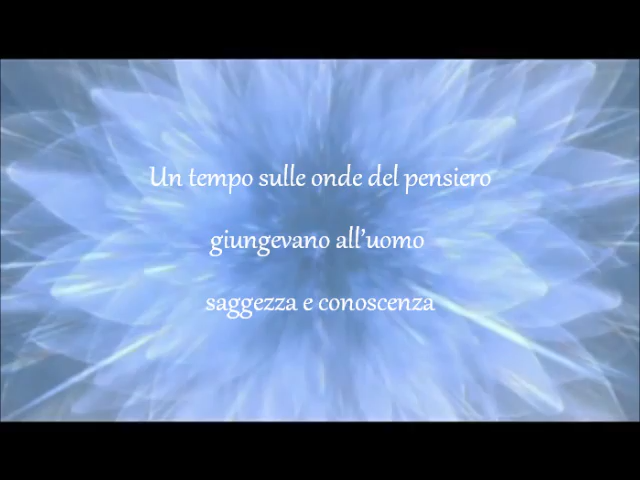 Un tempo sulle onde del pensiero
giungevano all'uomo
saggezza e conoscenza